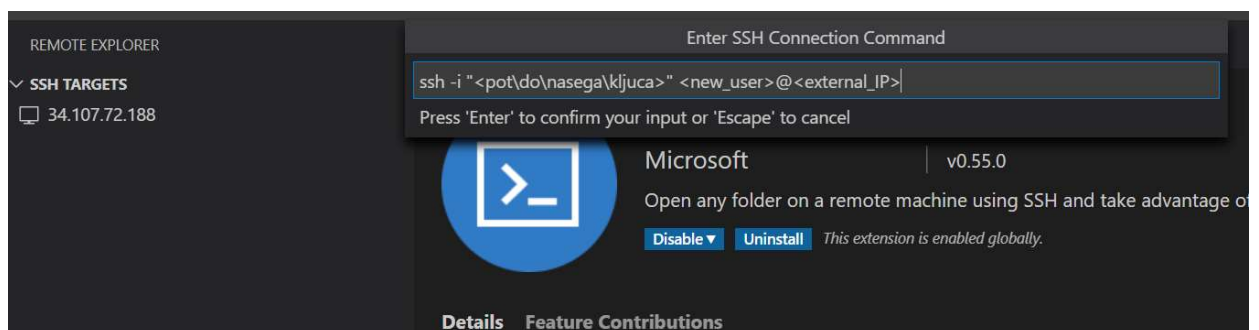 REMOTE EXPLORER
SSH TARGETS
34.107.72.188
Enter SSH Connection Command
ssh -i "<pot\do\nasega\kljuca>" <new_user>@<external_IP>
Press 'Enter' to confirm your input or 'Escape' to cancel
Microsoft v0.55.0
Open any folder on a remote machine using SSH and take advantage of
Disable Uninstall This extension is enabled globally.
Details Feature Contributions